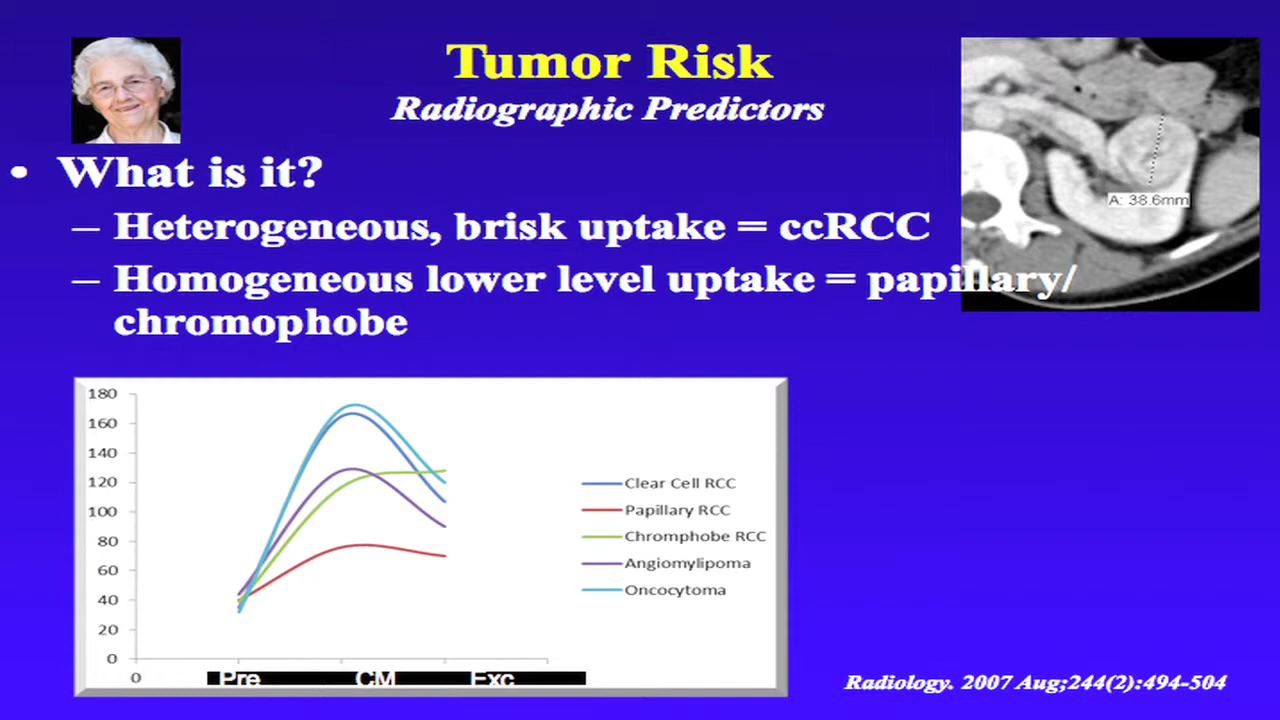 Tumor Risk
Radiographic Predictors
• What is it?
– Heterogeneous, brisk uptake = ccRCC
– Homogeneous lower level uptake = papillary/
chromophobe
A: 38.6mm
180
160
140
120
100
80
60
40
20
0
0
Pre CM Exc
Clear Cell RCC
Papillary RCC
Chromphobe RCC
Angiomylipoma
Oncocytoma
Radiology. 2007 Aug;244(2):494-504